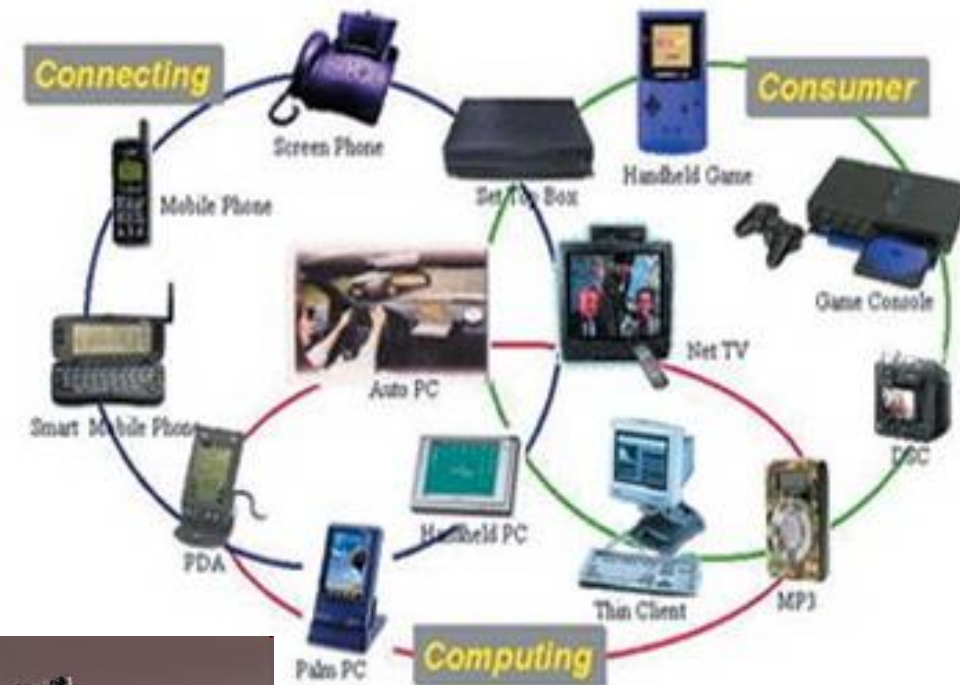 Connecting
Consumer
Screen Phone
Set Top Box
Handheld Game
Mobile Phone
Game Console
Net TV
Auto PC
Smart Mobile Phone
DSC
Handheld PC
PDA
Thin Client
MP3
Palm PC
Computing